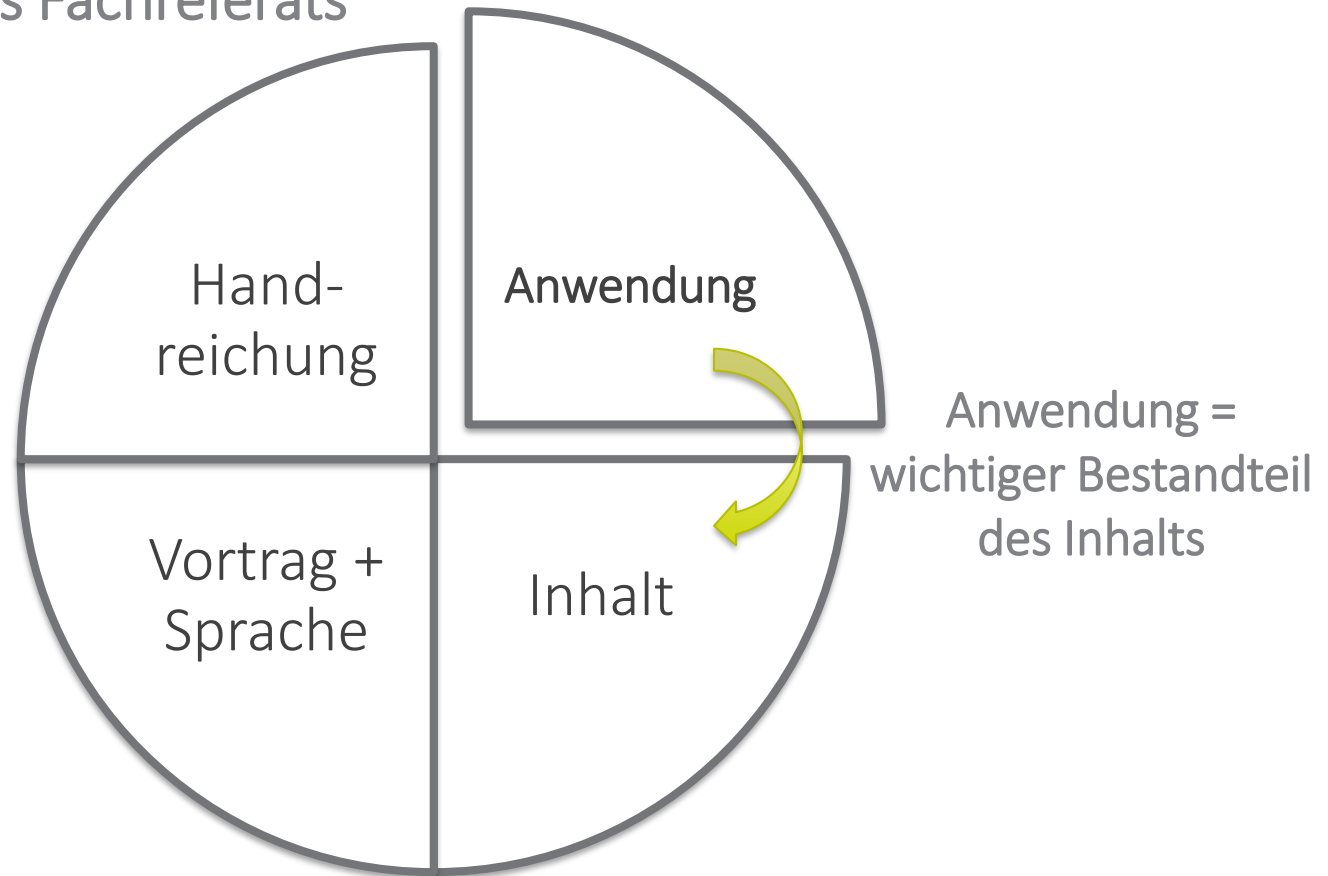 s Fachreferats
Hand-
reichung
Anwendung
Anwendung =
wichtiger Bestandteil
des Inhalts
Vortrag +
Sprache
Inhalt